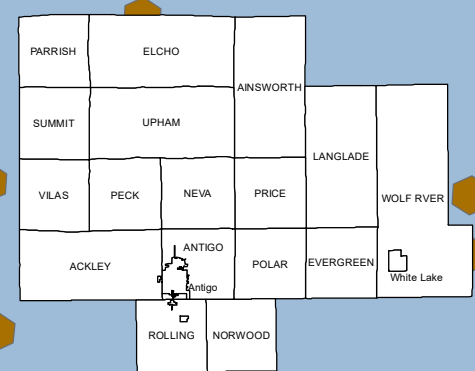 PARRISH
ELCHO
AINSWORTH
SUMMIT
UPHAM
LANGLADE
VILAS
PECK
NEVA
PRICE
WOLF RVER
ANTIGO
ACKLEY
POLAR
EVERGREEN
White Lake
Antigo
ROLLING
NORWOOD